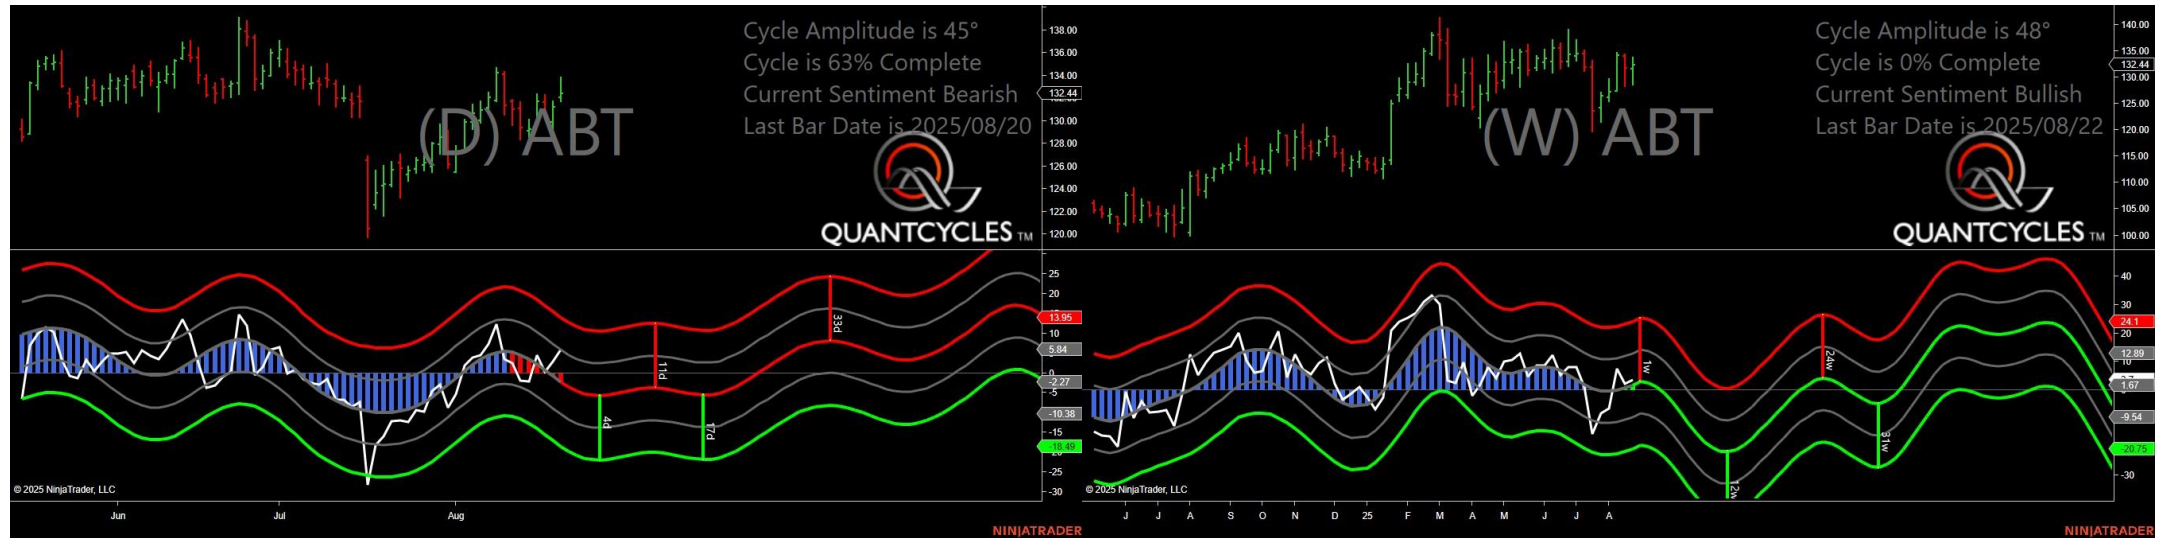 Cycle Amplitude is 45°
Cycle is 63% Complete
Current Sentiment Bearish
Last Bar Date is 2025/08/20
(D) ABT
QUANTCYCLES TM
138.00
136.00
134.00
132.44
130.00
128.00
126.00
124.00
122.00
120.00
25
20
13.95
10
5.84
0
-2.27
-5
-10.38
-15
-18.49
-25
-30
4d
11d
17d
33d
© 2025 NinjaTrader, LLC
Jun
Jul
Aug
NINJATRADER
Cycle Amplitude is 48°
Cycle is 0% Complete
Current Sentiment Bullish
Last Bar Date is 2025/08/22
(W) ABT
QUANTCYCLES TM
140.00
135.00
132.44
130.00
125.00
120.00
115.00
110.00
105.00
100.00
40
30
24.1
20
12.89
10
1.67
-9.54
-20.75
-30
1w
12w
24w
31w
© 2025 NinjaTrader, LLC
J
J
A
S
O
N
D
25
F
M
A
M
J
J
A
NINJATRADER